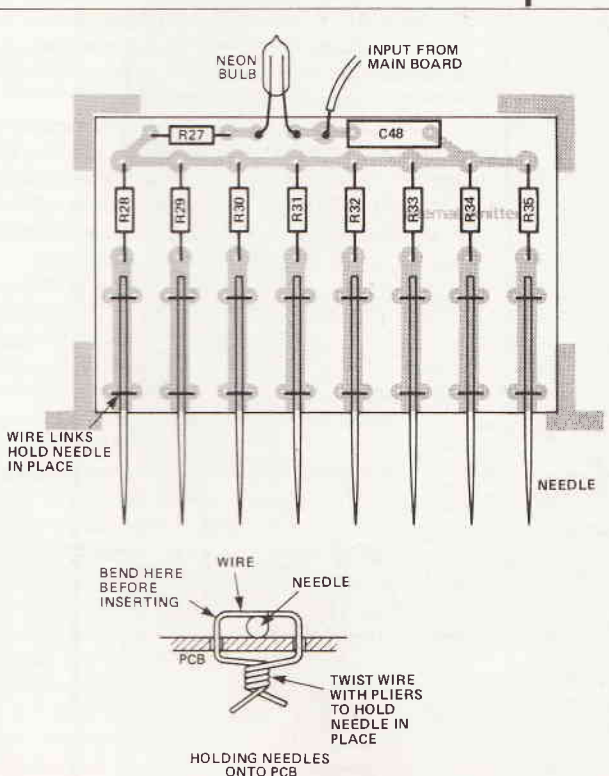 NEON
BULB
INPUT FROM
MAIN BOARD
R27
C48
R28
R29
R30
R31
R32
R33
R34
R35
WIRE LINKS
HOLD NEEDLE
IN PLACE
NEEDLE
BEND HERE
BEFORE
INSERTING
WIRE
NEEDLE
PCB
TWIST WIRE
WITH PLIERS
TO HOLD
NEEDLE IN
PLACE
HOLDING NEEDLES
ONTO PCB